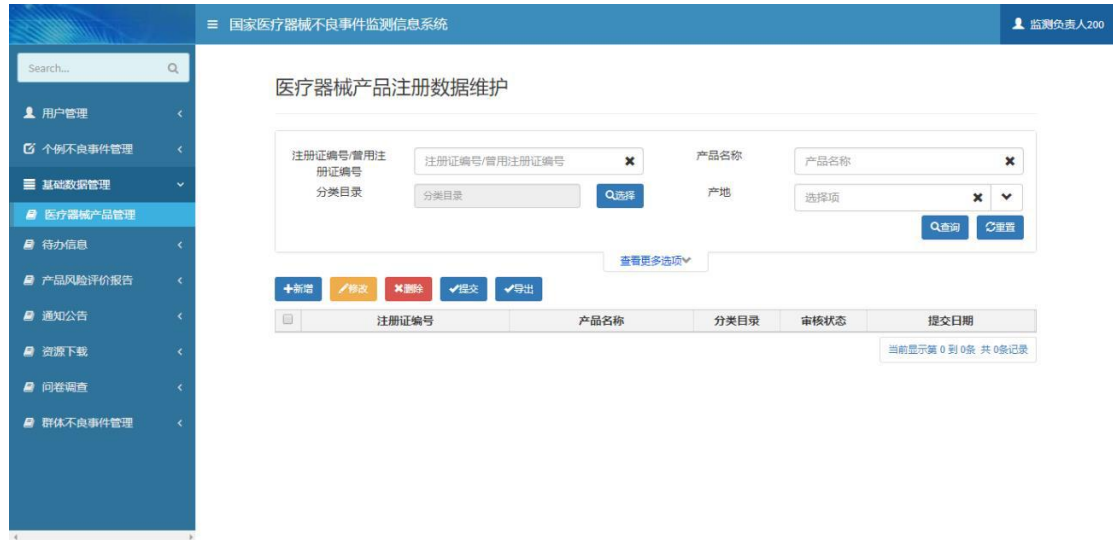 国家医疗器械不良事件监测信息系统
监测负责人200
Search...
用户管理
个例不良事件管理
基础数据管理
医疗器械产品管理
待办信息
产品风险评价报告
通知公告
资源下载
问卷调查
群体不良事件管理
医疗器械产品注册数据维护
注册证编号/曾用注
册证编号
注册证编号/曾用注册证编号
产品名称
产品名称
分类目录
分类目录
选择
产地
选择项
查询
重置
查看更多选项
新增
修改
删除
提交
导出
注册证编号
产品名称
分类目录
审核状态
提交日期
当前显示第 0 到 0条 共 0条记录